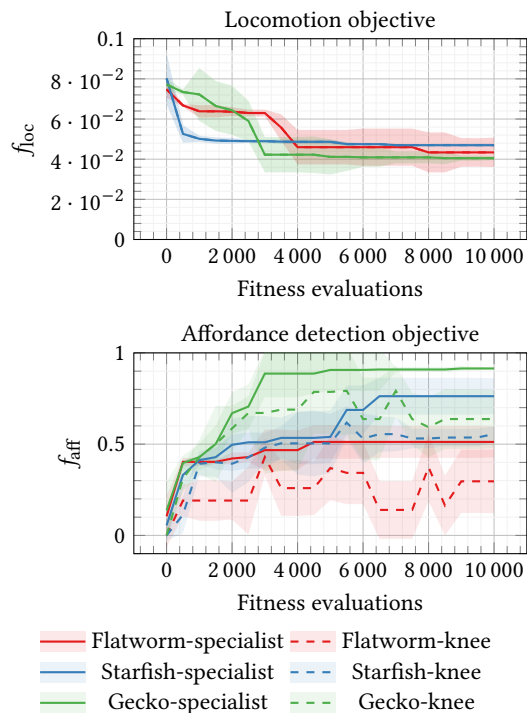 Locomotion objective
0.1
8 · 10⁻²
6 · 10⁻²
4 · 10⁻²
2 · 10⁻²
0
f_loc
0 2 000 4 000 6 000 8 000 10 000
Fitness evaluations
Affordance detection objective
1
0.5
0
f_aff
0 2 000 4 000 6 000 8 000 10 000
Fitness evaluations
Flatworm-specialist Flatworm-knee
Starfish-specialist Starfish-knee
Gecko-specialist Gecko-knee